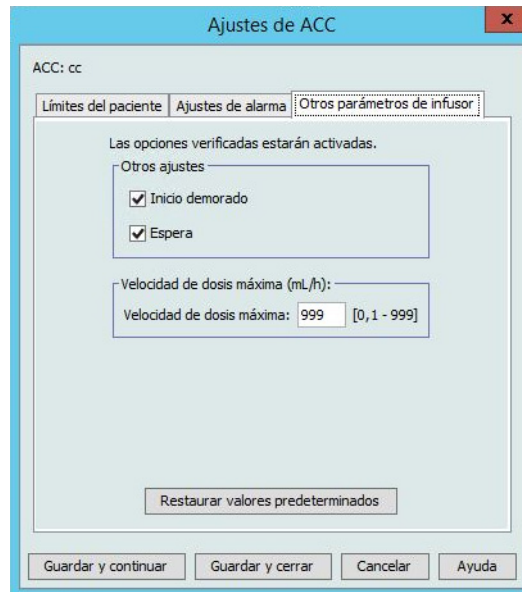 Ajustes de ACC
x
ACC: cc
Límites del paciente Ajustes de alarma Otros parámetros de infusor
Las opciones verificadas estarán activadas.
Otros ajustes
Inicio demorado
Espera
Velocidad de dosis máxima (mL/h):
Velocidad de dosis máxima: 999 [0,1 - 999]
Restaurar valores predeterminados
Guardar y continuar Guardar y cerrar Cancelar Ayuda